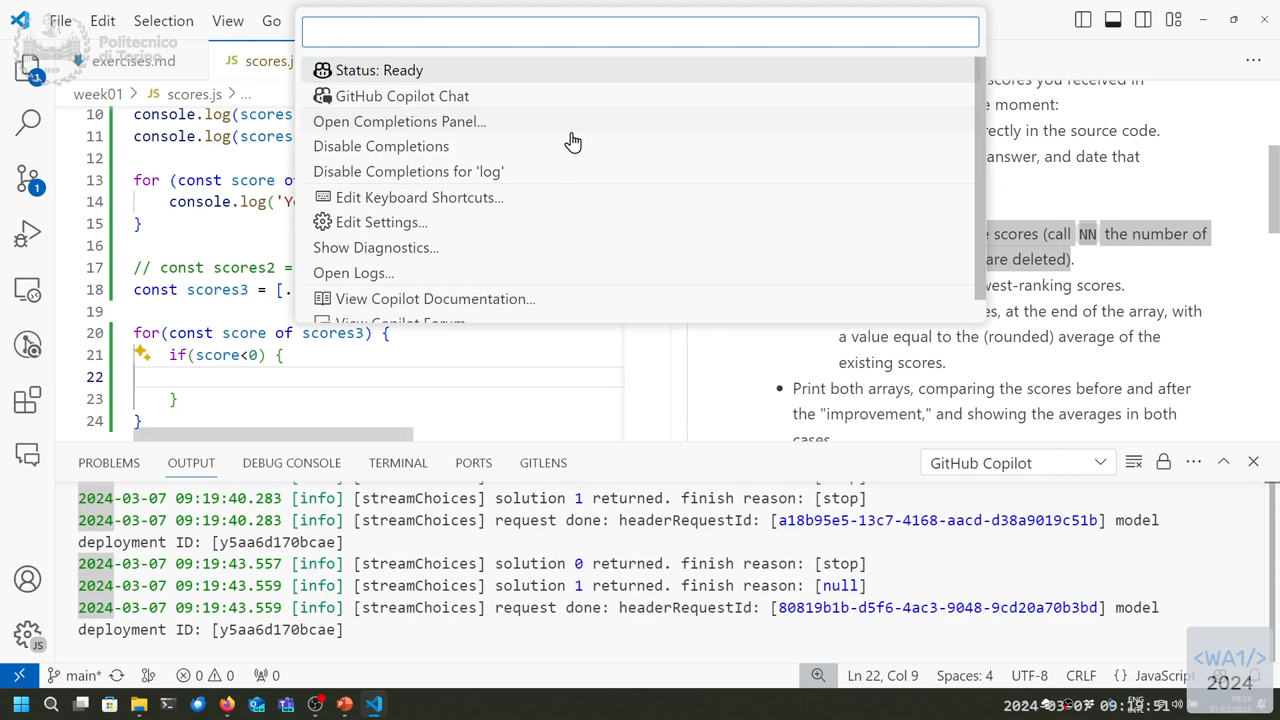 File Edit Selection View Go
Politecnico
di Torino
exercises.md
JS scores.j
week01 > JS scores.js > ...
Status: Ready
GitHub Copilot Chat
Open Completions Panel...
Disable Completions
Disable Completions for 'log'
Edit Keyboard Shortcuts...
Edit Settings...
Show Diagnostics...
Open Logs...
View Copilot Documentation...
View Copilot Forum
10 console.log(scores
11 console.log(scores
12
13 for (const score of
14 console.log('Yo
15 }
16
17 // const scores2 =
18 const scores3 = [.
19
20 for(const score of scores3) {
21 if(score<0) {
22
23 }
24 }
scores you received in
e moment:
rectly in the source code.
answer, and date that
e scores (call NN the number of
are deleted).
west-ranking scores.
es, at the end of the array, with
a value equal to the (rounded) average of the
existing scores.
• Print both arrays, comparing the scores before and after
the "improvement," and showing the averages in both
cases.
PROBLEMS OUTPUT DEBUG CONSOLE TERMINAL PORTS GITLENS
GitHub Copilot
2024-03-07 09:19:40.283 [info] [streamChoices] solution 1 returned. finish reason: [stop]
2024-03-07 09:19:40.283 [info] [streamChoices] request done: headerRequestId: [a18b95e5-13c7-4168-aacd-d38a9019c51b] model
deployment ID: [y5aa6d170bcae]
2024-03-07 09:19:43.557 [info] [streamChoices] solution 0 returned. finish reason: [stop]
2024-03-07 09:19:43.559 [info] [streamChoices] solution 1 returned. finish reason: [null]
2024-03-07 09:19:43.559 [info] [streamChoices] request done: headerRequestId: [80819b1b-d5f6-4ac3-9048-9cd20a70b3bd] model
deployment ID: [y5aa6d170bcae]
main* 0 0 0 Ln 22, Col 9 Spaces: 4 UTF-8 CRLF {} JavaScript
<WA1/>
2024
2024-03-07 09:19:51
ENG